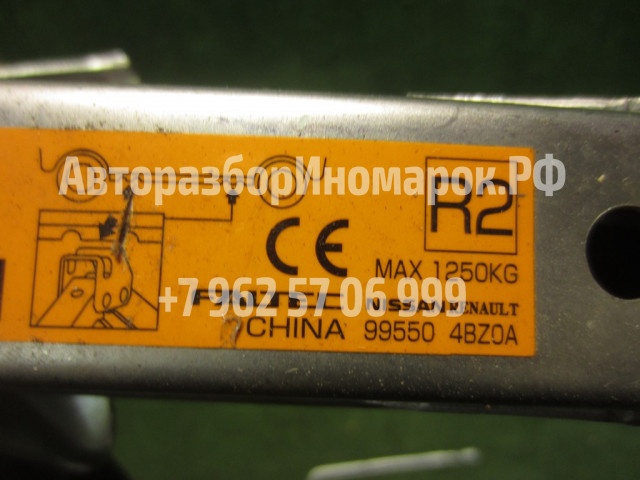 АвторазборИномарок.РФ
R2
CE
MAX 1250KG
+7 962 57 06 999
NISSAN RENAULT
CHINA 99550 4BZ0A